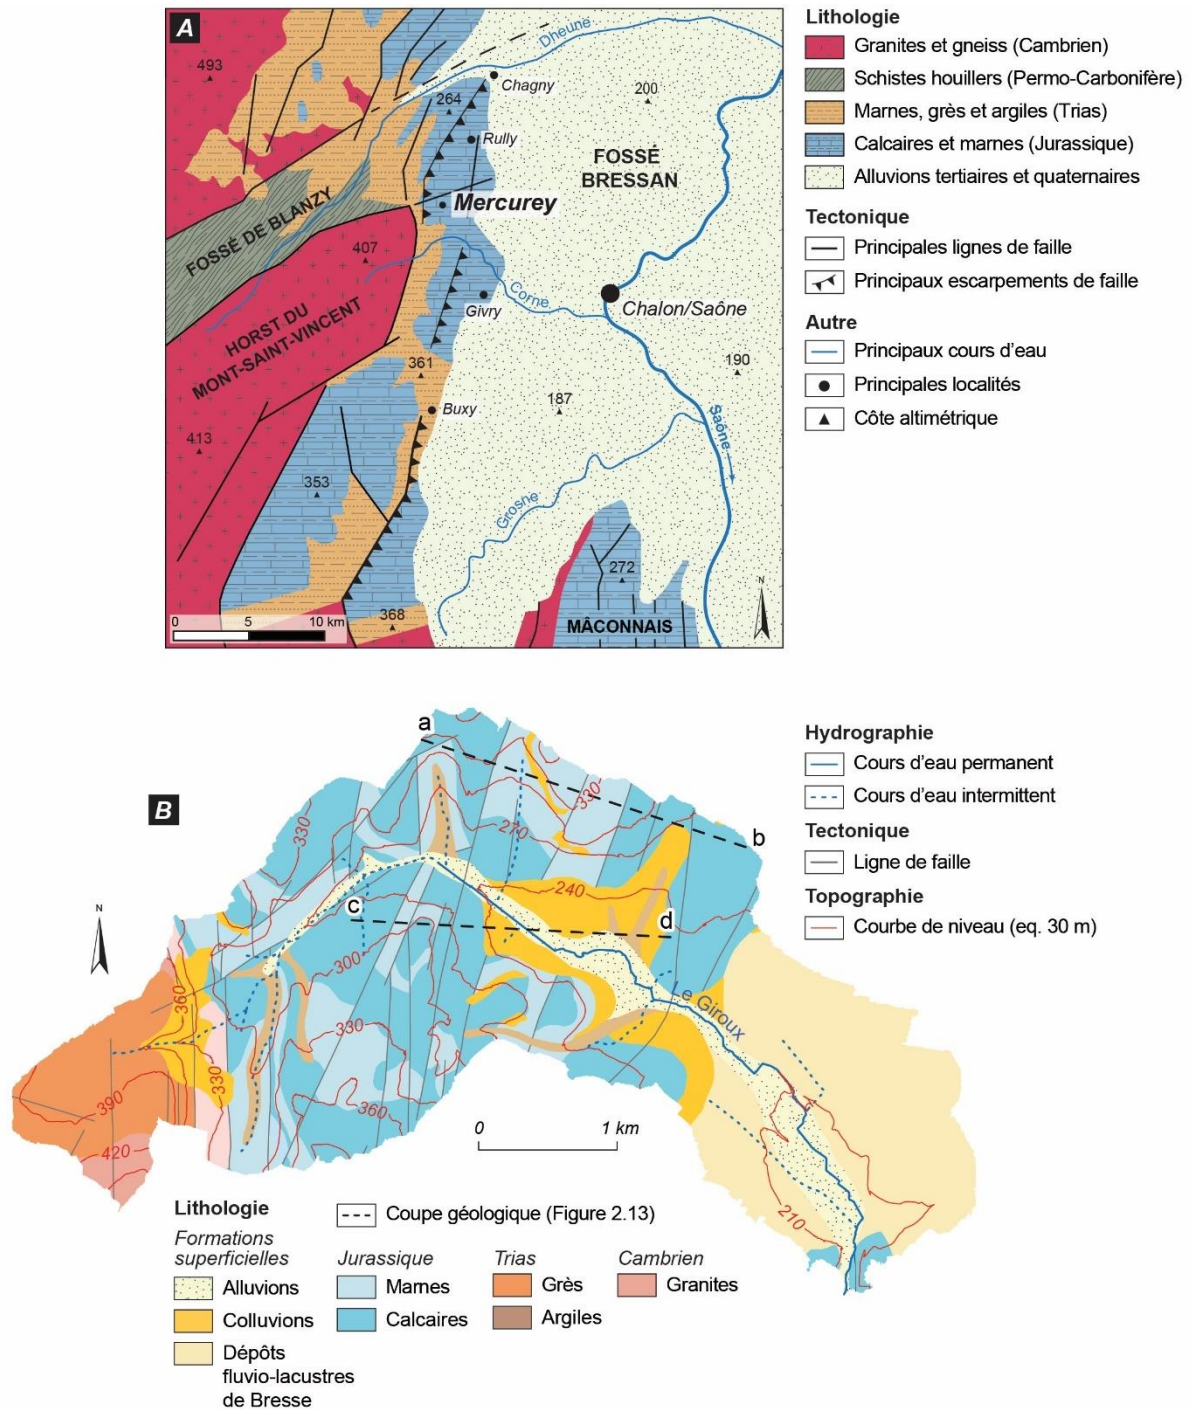 A
493
Dheune
Chagny
264
200
Rully
FOSSÉ
BRESSAN
Mercurey
FOSSÉ DE BLANZY
407
HORST DU
MONT-SAINT-VINCENT
Corne
Givry
Chalon/Saône
361
190
187
Buxy
413
Saône
353
Grosne
272
368
MÂCONNAIS
N
0 5 10 km
Lithologie
Granites et gneiss (Cambrien)
Schistes houillers (Permo-Carbonifère)
Marnes, grès et argiles (Trias)
Calcaires et marnes (Jurassique)
Alluvions tertiaires et quaternaires
Tectonique
Principales lignes de faille
Principaux escarpements de faille
Autre
Principaux cours d'eau
Principales localités
Côte altimétrique
B
a
b
c
d
330
330
270
240
300
330
360
330
360
390
420
210
Le Giroux
N
0 1 km
Hydrographie
Cours d'eau permanent
Cours d'eau intermittent
Tectonique
Ligne de faille
Topographie
Courbe de niveau (eq. 30 m)
Lithologie
Coupe géologique (Figure 2.13)
Formations
superficielles
Jurassique
Trias
Cambrien
Alluvions
Marnes
Grès
Granites
Colluvions
Calcaires
Argiles
Dépôts
fluvio-lacustres
de Bresse